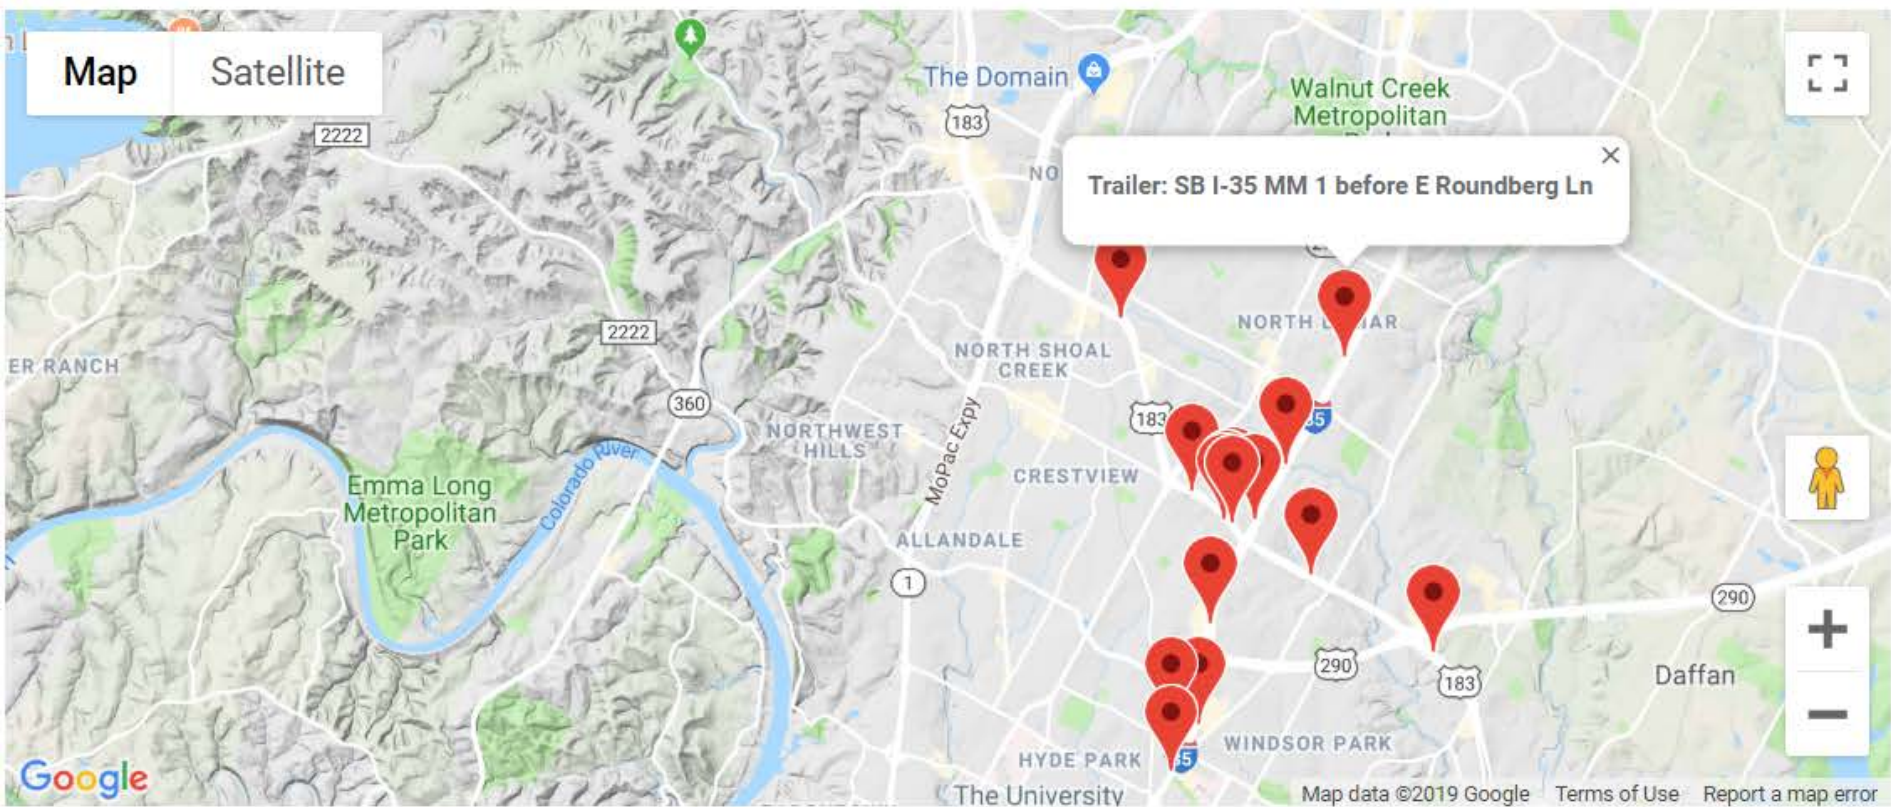 Map
Satellite
The Domain
Walnut Creek
Metropolitan
183
2222
NO
Trailer: SB I-35 MM 1 before E Roundberg Ln
2222
ER RANCH
NORTH SHOAL
CREEK
360
183
35
NORTHWEST
HILLS
MoPac Expy
CRESTVIEW
Colorado River
Emma Long
Metropolitan
Park
ALLANDALE
1
290
290
183
Daffan
WINDSOR PARK
HYDE PARK
35
The University
Google
Map data ©2019 Google
Terms of Use
Report a map error